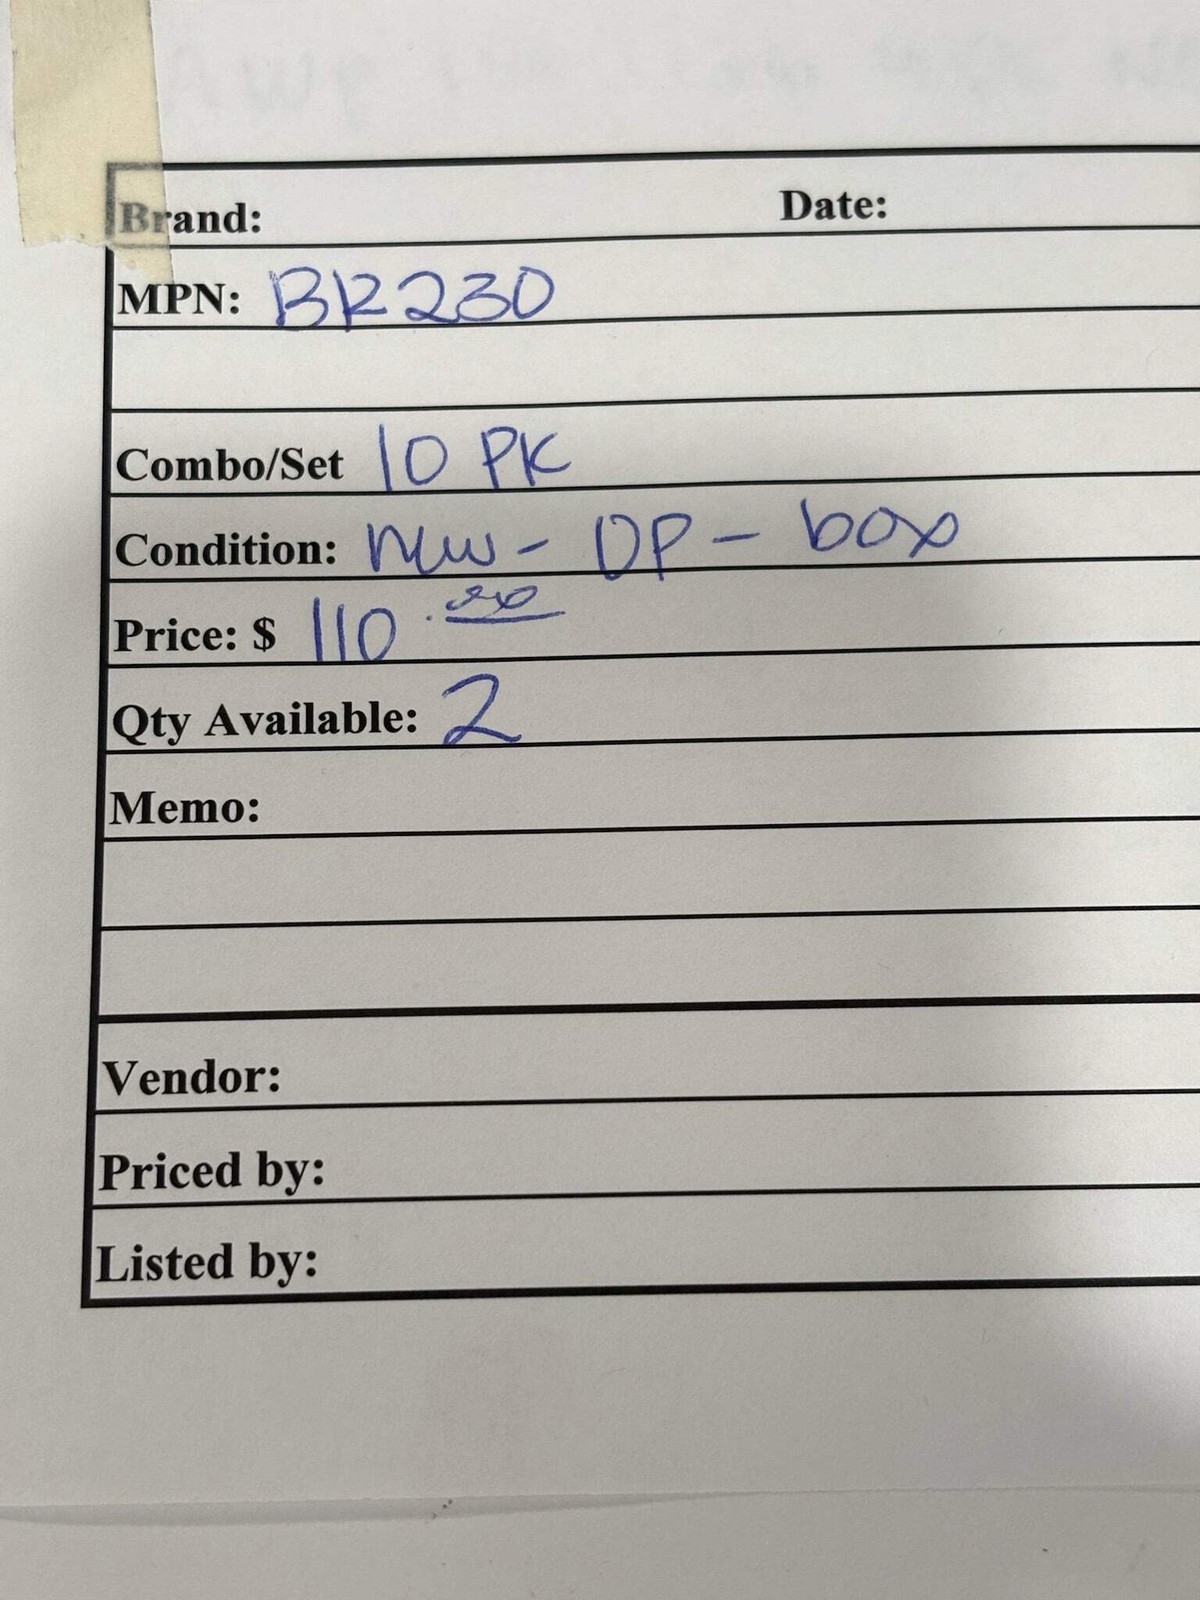 Brand: Date:
MPN: BR230
Combo/Set 10 PK
Condition: new - OP - box
Price: $ 110.00
Qty Available: 2
Memo:
Vendor:
Priced by:
Listed by: